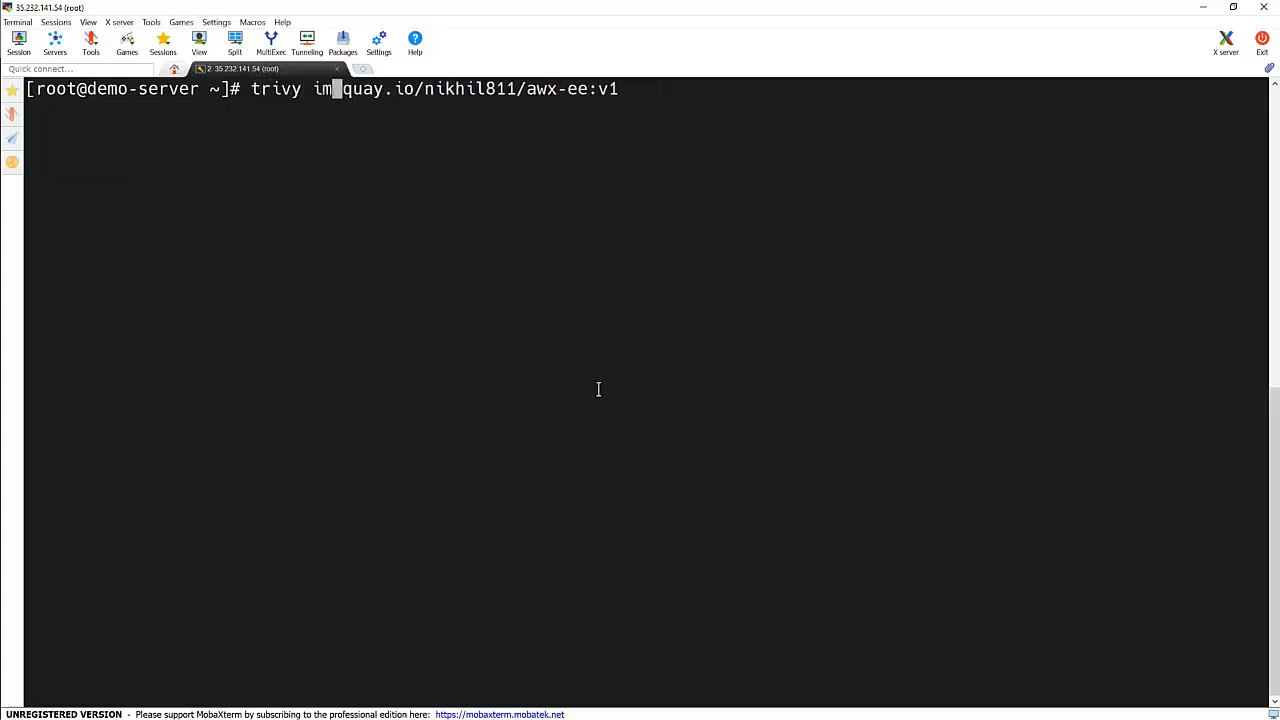 35.232.141.54 (root)
Terminal Sessions View X server Tools Games Settings Macros Help
Session Servers Tools Games Sessions View Split MultiExec Tunneling Packages Settings Help X server Exit
Quick connect... 2. 35.232.141.54 (root)
[root@demo-server ~]# trivy im quay.io/nikhil811/awx-ee:v1
UNREGISTERED VERSION - Please support MobaXterm by subscribing to the professional edition here: https://mobaxterm.mobatek.net